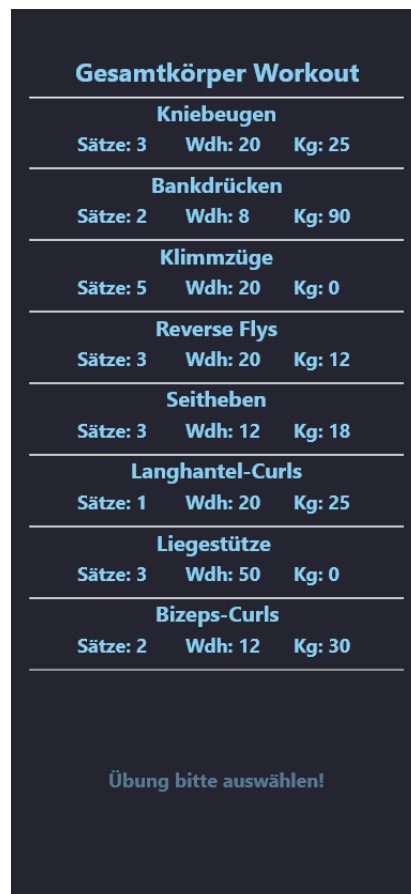 Gesamtkörper Workout
Kniebeugen
Sätze: 3 Wdh: 20 Kg: 25
Bankdrücken
Sätze: 2 Wdh: 8 Kg: 90
Klimmzüge
Sätze: 5 Wdh: 20 Kg: 0
Reverse Flys
Sätze: 3 Wdh: 20 Kg: 12
Seitheben
Sätze: 3 Wdh: 12 Kg: 18
Langhantel-Curls
Sätze: 1 Wdh: 20 Kg: 25
Liegestütze
Sätze: 3 Wdh: 50 Kg: 0
Bizeps-Curls
Sätze: 2 Wdh: 12 Kg: 30
Übung bitte auswählen!